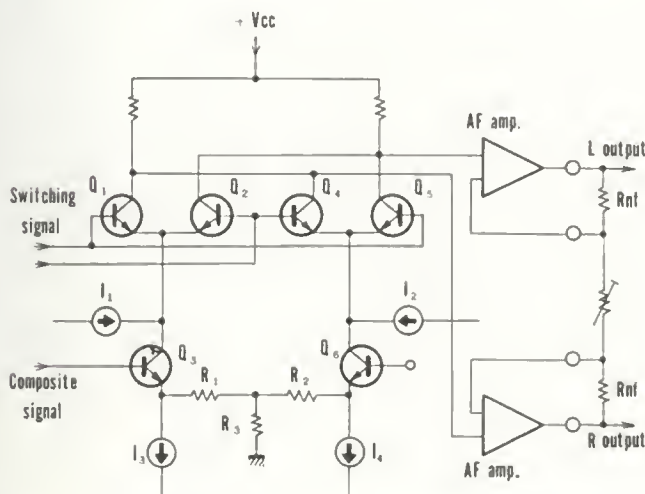 + Vcc
AF amp.
L output
Q1
Q2
Q4
Q5
Switching
signal
Rnf
I1
I2
Q3
Q6
Composite
signal
R1
R2
R3
Rnf
I3
I4
R output
AF amp.